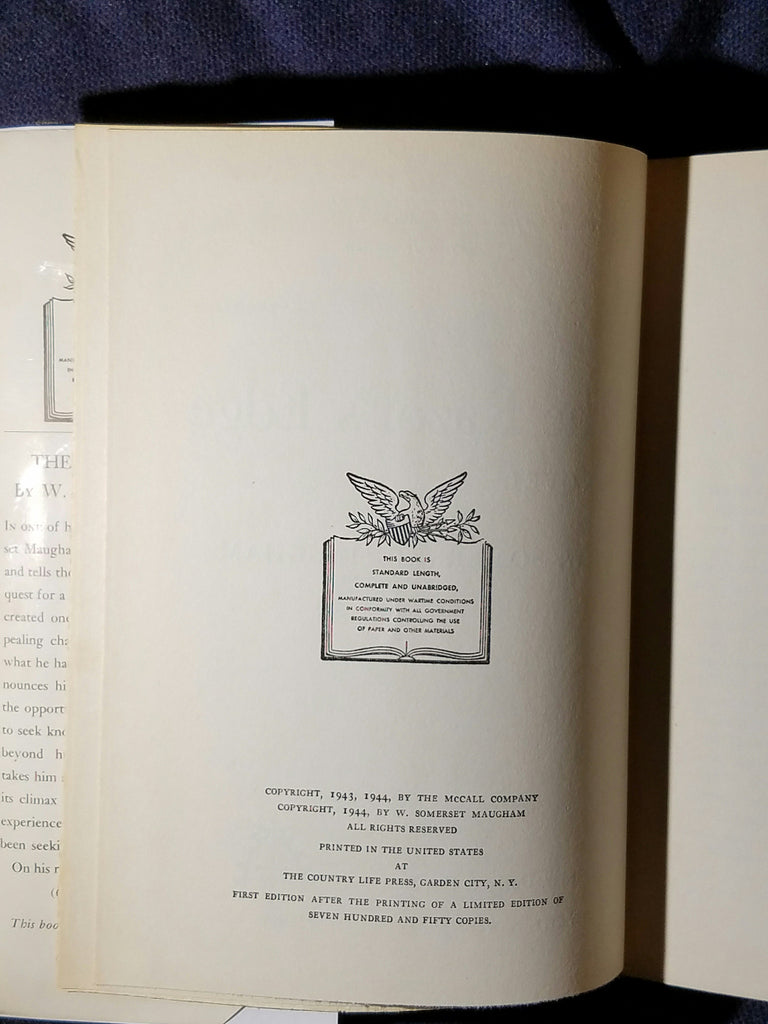 THE
BY W.
IN one of h
set Maugha
and tells the
quest for a
created one
pealing cha
what he ha
nounces hi
the opport
to seek kno
beyond h
takes him
its climax
experience
been seeki
On his r
This boo
THIS BOOK IS
STANDARD LENGTH,
COMPLETE AND UNABRIDGED,
MANUFACTURED UNDER WARTIME CONDITIONS
IN CONFORMITY WITH ALL GOVERNMENT
REGULATIONS CONTROLLING THE USE
OF PAPER AND OTHER MATERIALS
COPYRIGHT, 1943, 1944, BY THE McCALL COMPANY
COPYRIGHT, 1944, BY W. SOMERSET MAUGHAM
ALL RIGHTS RESERVED
PRINTED IN THE UNITED STATES
AT
THE COUNTRY LIFE PRESS, GARDEN CITY, N. Y.
FIRST EDITION AFTER THE PRINTING OF A LIMITED EDITION OF
SEVEN HUNDRED AND FIFTY COPIES.